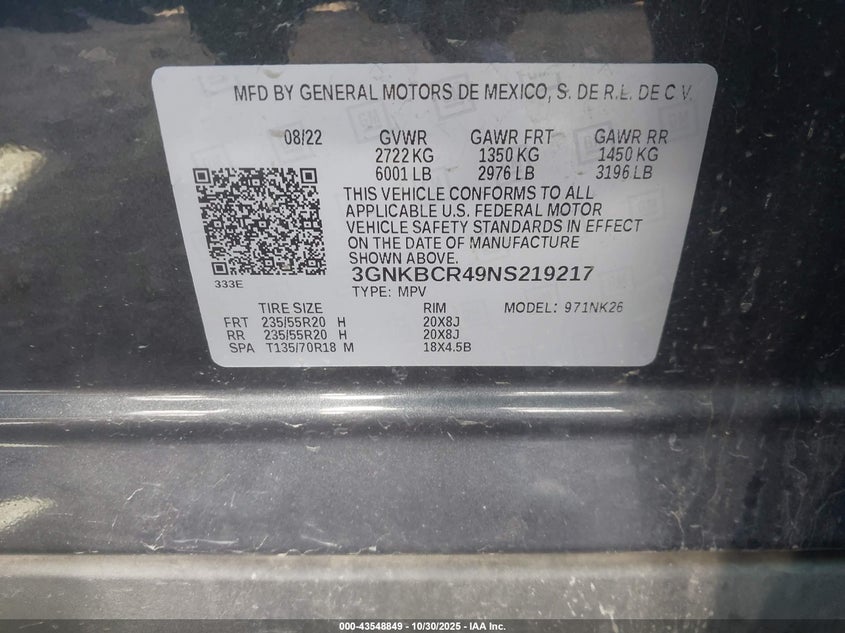 MFD BY GENERAL MOTORS DE MEXICO, S. DE R.L. DE C.V.
08/22 GVWR GAWR FRT GAWR RR
2722 KG 1350 KG 1450 KG
6001 LB 2976 LB 3196 LB
THIS VEHICLE CONFORMS TO ALL
APPLICABLE U.S. FEDERAL MOTOR
VEHICLE SAFETY STANDARDS IN EFFECT
ON THE DATE OF MANUFACTURE
SHOWN ABOVE.
333E
3GNKBCR49NS219217
TYPE: MPV
TIRE SIZE RIM MODEL: 971NK26
FRT 235/55R20 H 20X8J
RR 235/55R20 H 20X8J
SPA T135/70R18 M 18X4.5B
000-43548849 | 10/30/2025 - IAA Inc.